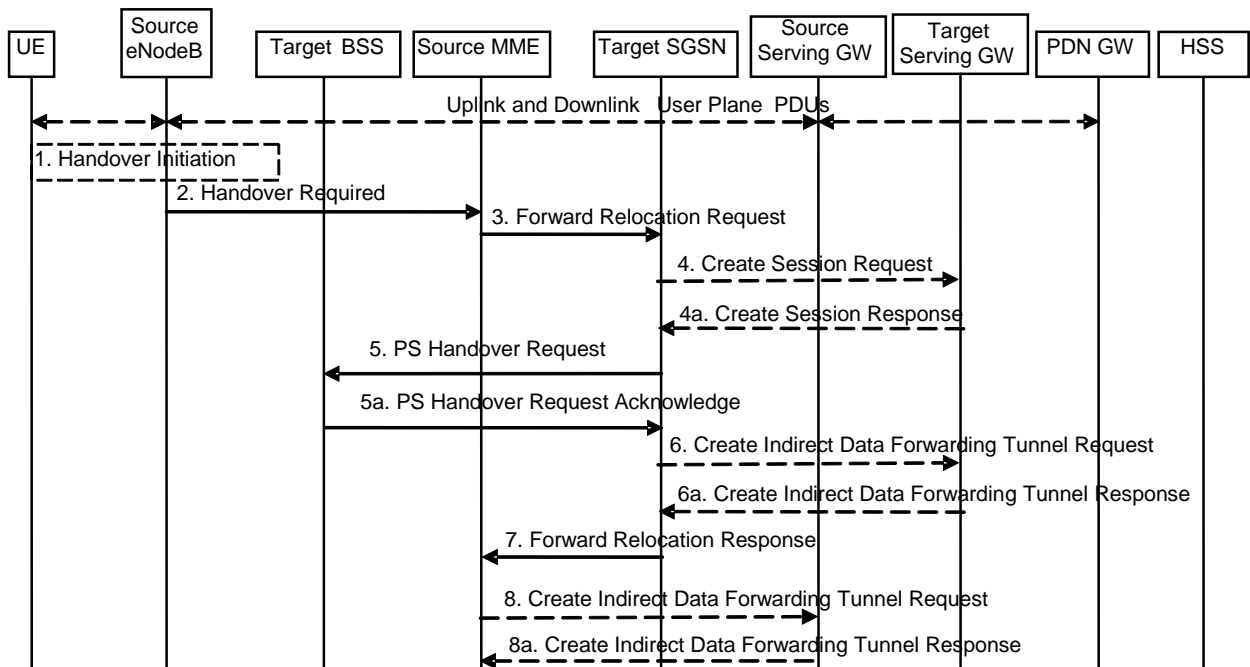 UE
Source
eNodeB
Target BSS
Source MME
Target SGSN
Source
Serving GW
Target
Serving GW
PDN GW
HSS
Uplink and Downlink User Plane PDUs
1. Handover Initiation
2. Handover Required
3. Forward Relocation Request
4. Create Session Request
4a. Create Session Response
5. PS Handover Request
5a. PS Handover Request Acknowledge
6. Create Indirect Data Forwarding Tunnel Request
6a. Create Indirect Data Forwarding Tunnel Response
7. Forward Relocation Response
8. Create Indirect Data Forwarding Tunnel Request
8a. Create Indirect Data Forwarding Tunnel Response